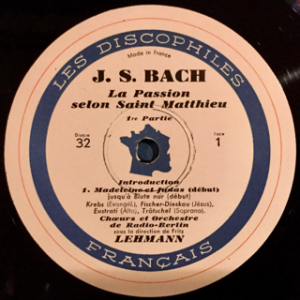 LES DISCOPHILES
Made in France
J. S. BACH
La Passion
selon Saint Matthieu
1re Partie
Disque
32
Face
1
Introduction
1. Madeleine et Judas (début)
jusqu'à Blute nur (début)
Krebs (Evangél.), Fischer-Dieskau (Jésus),
Eustrati (Alto), Trötschel (Soprano).
Chœurs et Orchestre
de Radio-Berlin
sous la direction de Fritz
LEHMANN
FRANÇAIS